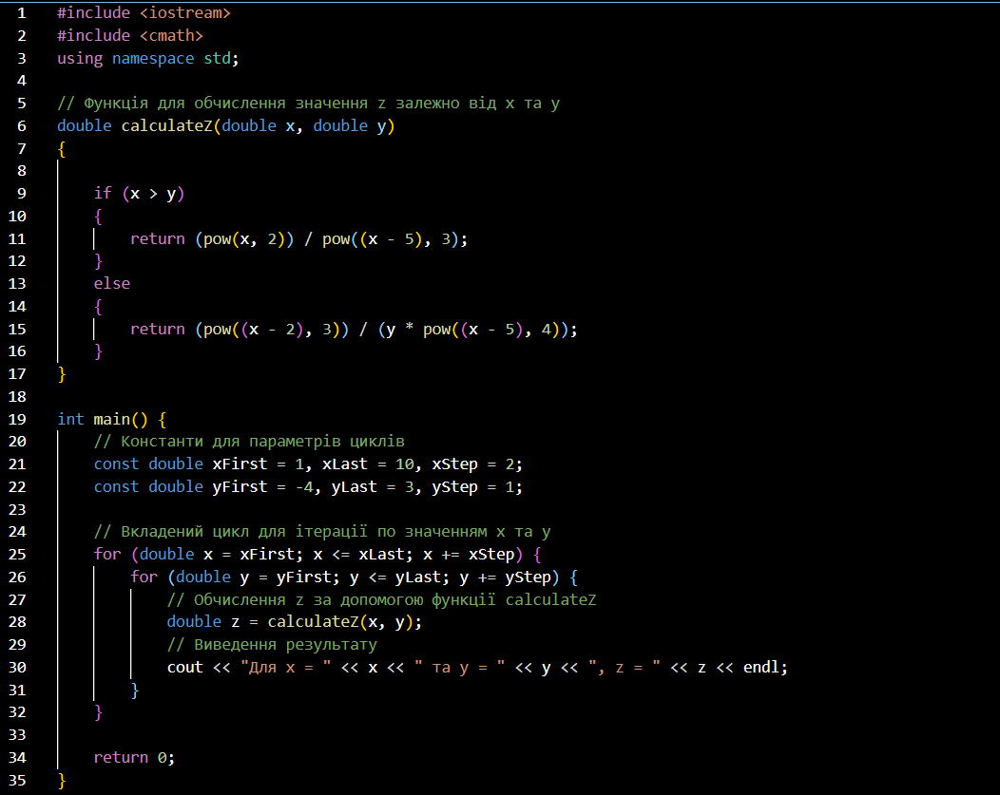 1 #include <iostream>
2 #include <cmath>
3 using namespace std;
4
5 // Функція для обчислення значення z залежно від x та y
6 double calculateZ(double x, double y)
7 {
8
9     if (x > y)
10     {
11         return (pow(x, 2)) / pow((x - 5), 3);
12     }
13     else
14     {
15         return (pow((x - 2), 3)) / (y * pow((x - 5), 4));
16     }
17 }
18
19 int main() {
20     // Константи для параметрів циклів
21     const double xFirst = 1, xLast = 10, xStep = 2;
22     const double yFirst = -4, yLast = 3, yStep = 1;
23
24     // Вкладений цикл для ітерації по значенням x та y
25     for (double x = xFirst; x <= xLast; x += xStep) {
26         for (double y = yFirst; y <= yLast; y += yStep) {
27             // Обчислення z за допомогою функції calculateZ
28             double z = calculateZ(x, y);
29             // Виведення результату
30             cout << "Для x = " << x << " та y = " << y << ", z = " << z << endl;
31         }
32     }
33
34     return 0;
35 }